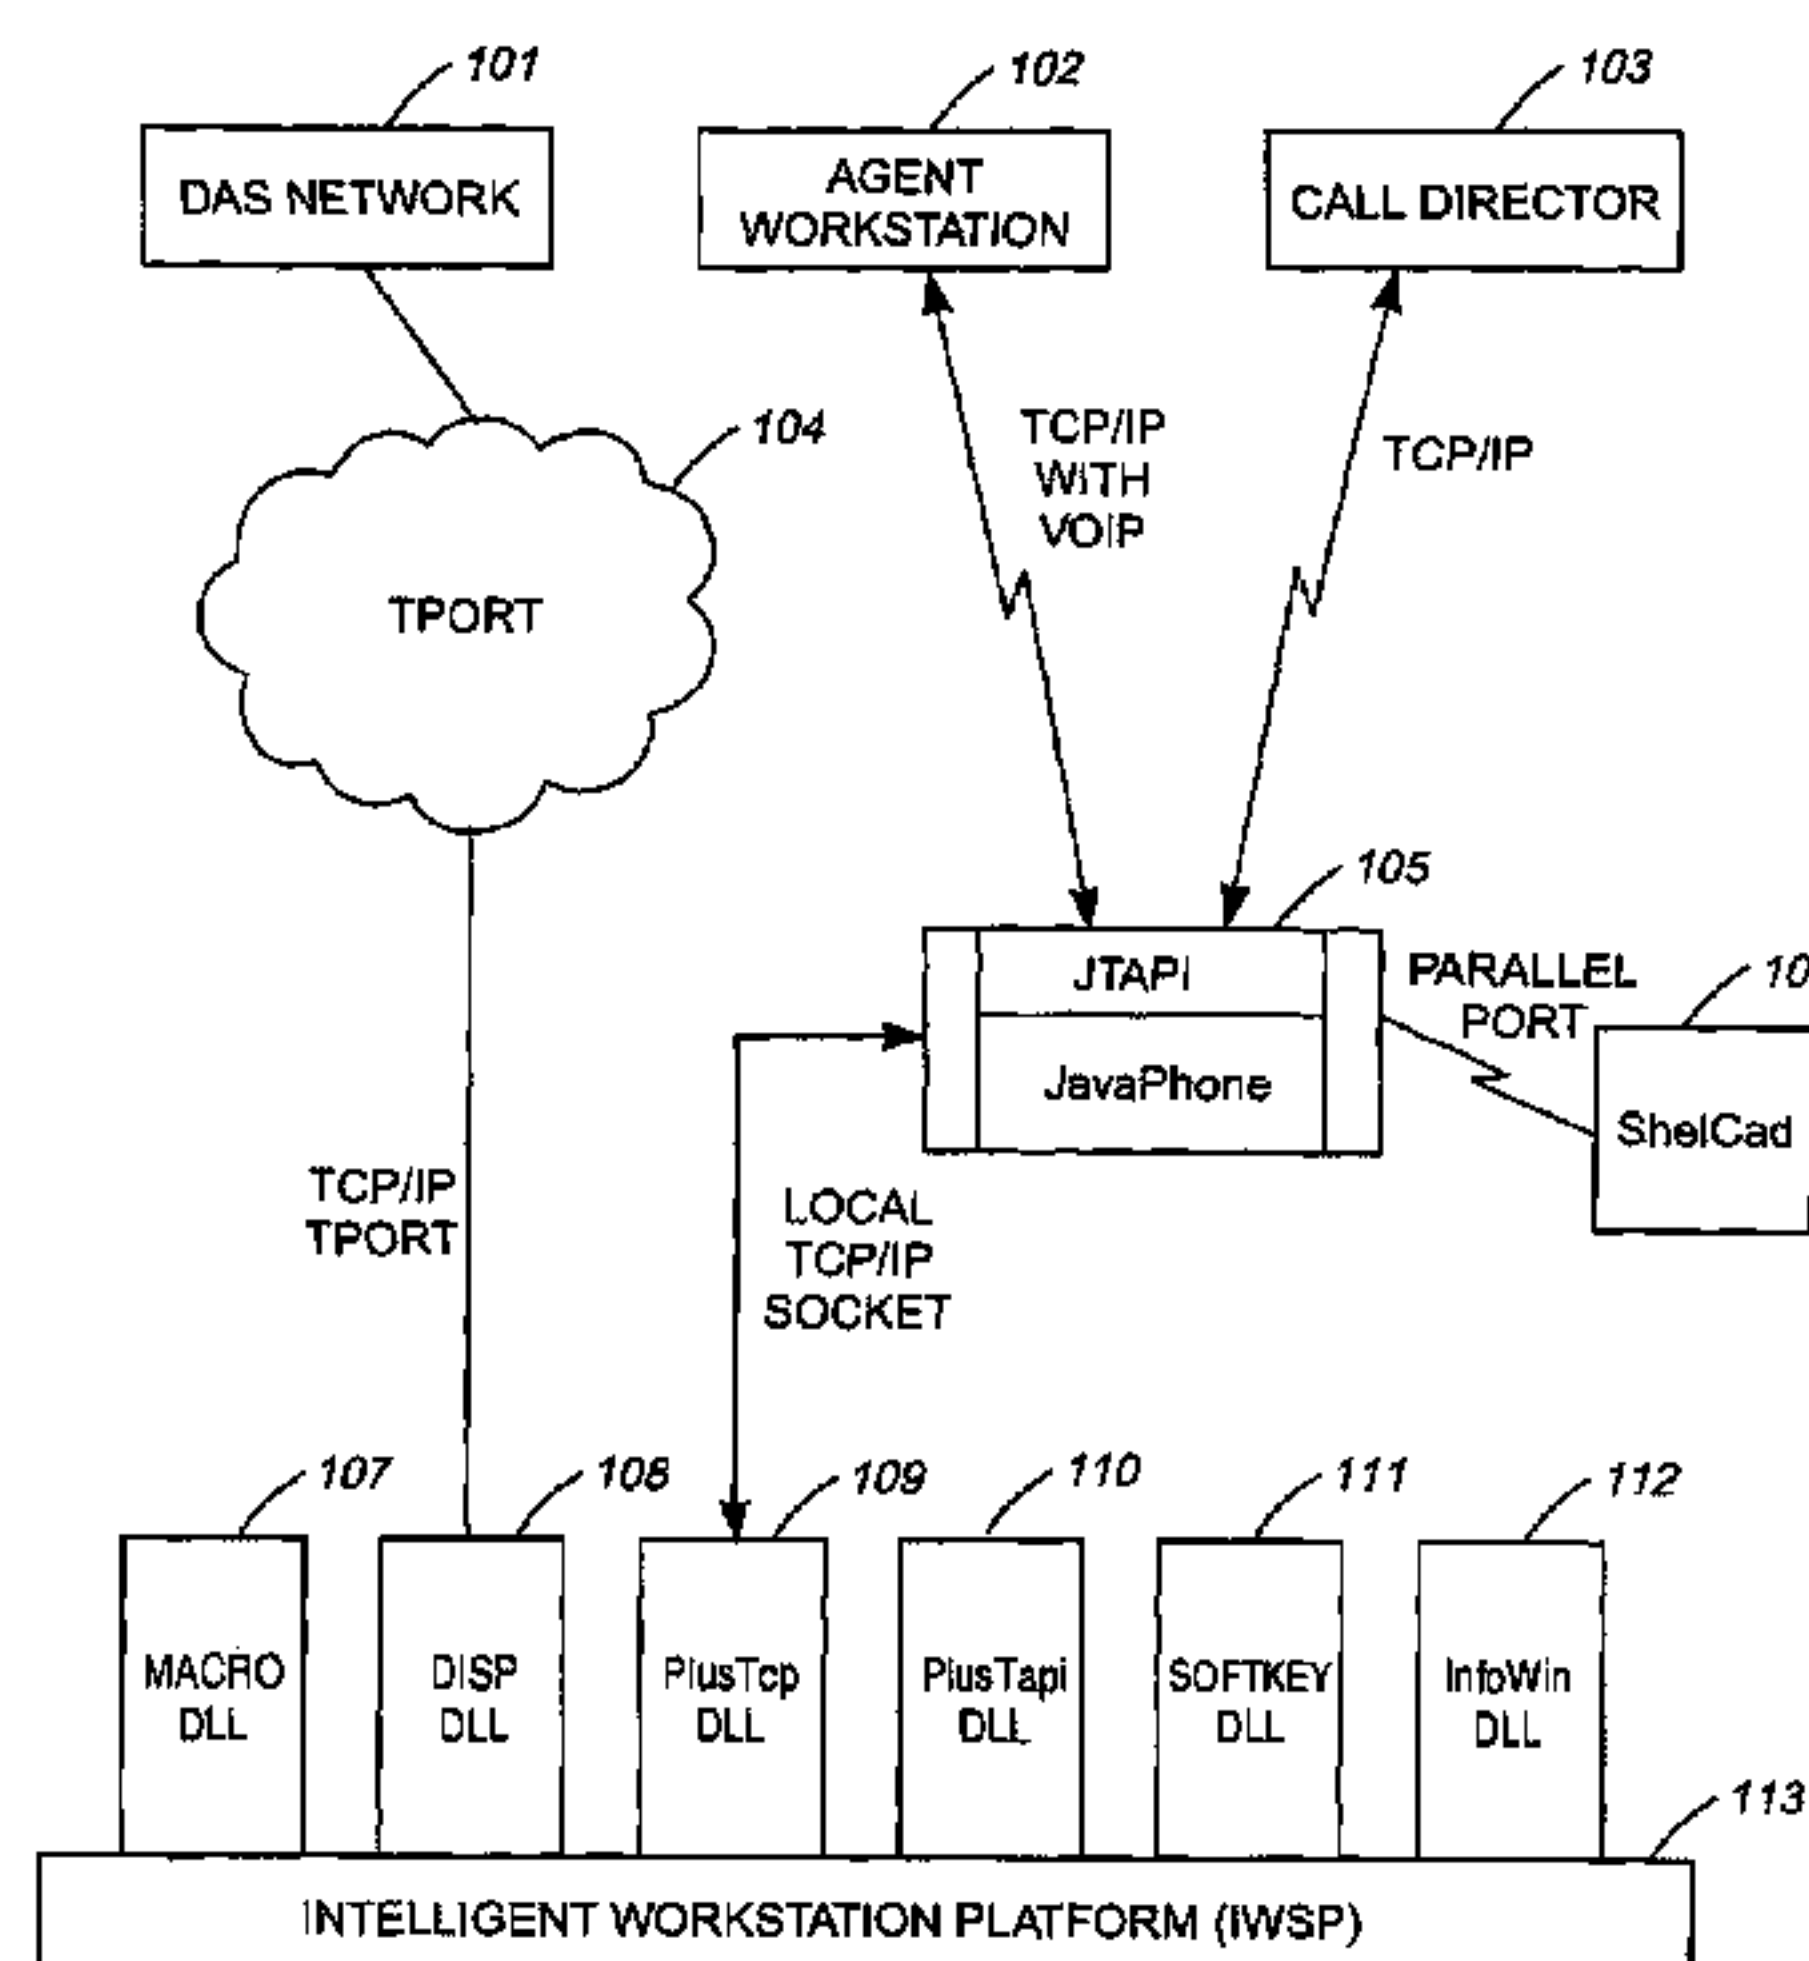 101
102
103
DAS NETWORK
AGENT
WORKSTATION
CALL DIRECTOR
104
TCP/IP
WITH
VOIP
TCP/IP
TPORT
105
JTAPI
JavaPhone
PARALLEL
PORT
10
ShelCad
TCP/IP
TPORT
LOCAL
TCP/IP
SOCKET
107
108
109
110
111
112
MACRO
DLL
DISP
DLL
PlusTcp
DLL
PlusTapi
DLL
SOFTKEY
DLL
InfoWin
DLL
113
INTELLIGENT WORKSTATION PLATFORM (IWSP)